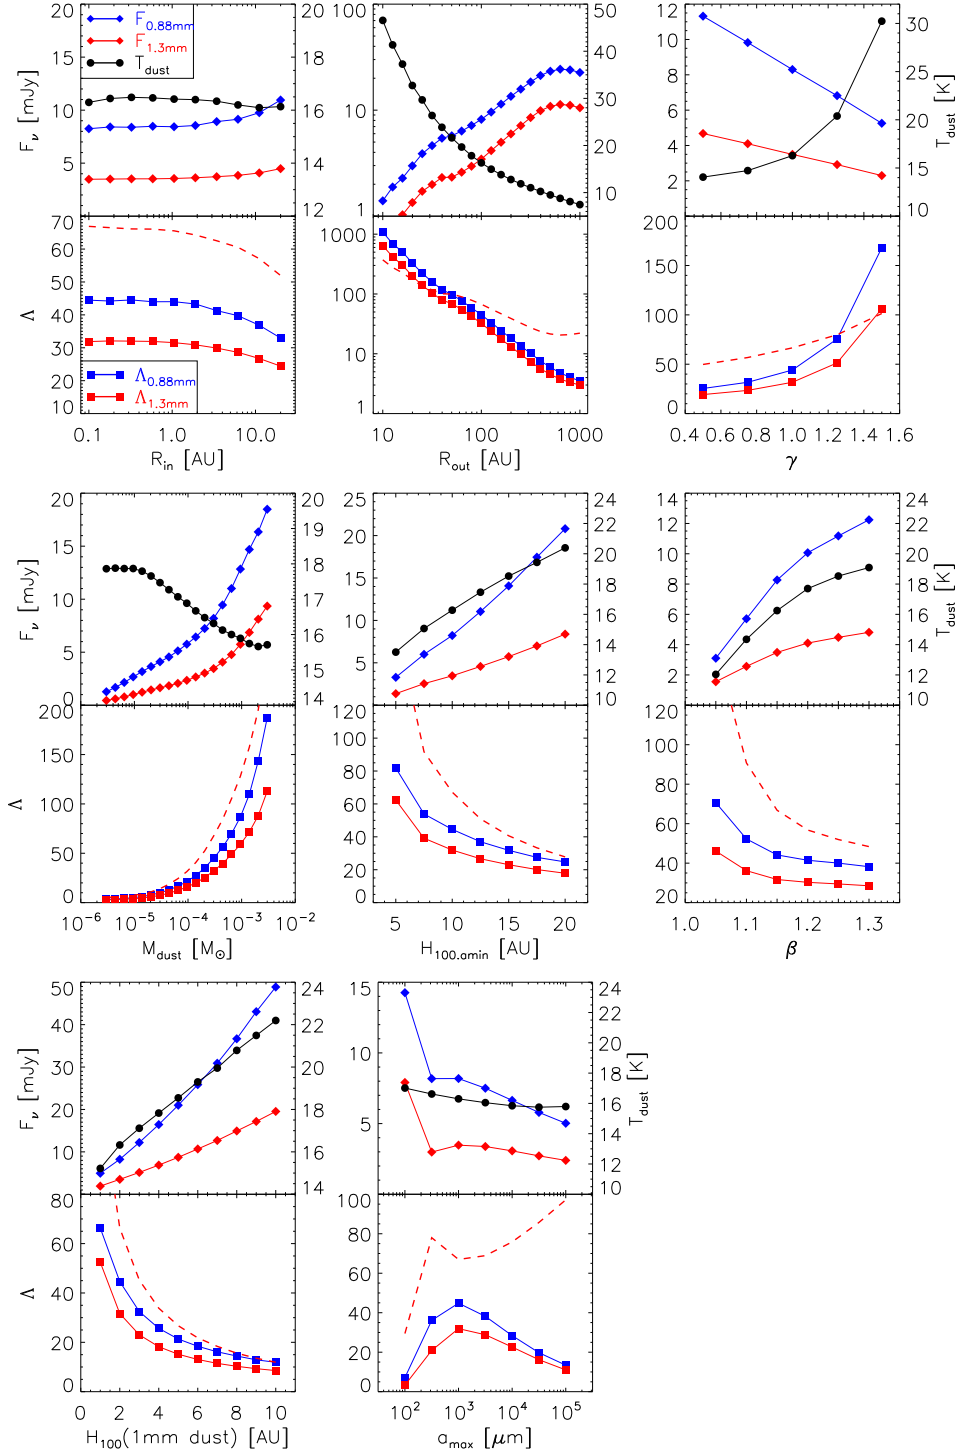 20 20 100 50 12 30
F0.88mm
F1.3mm
Tdust
15 19 18 40 10 25
Fν [mJy] 10 17 16 10 30 8 6 20 Tdust [K]
5 15 14 13 12 1 20 10 4 2 15 10
70 60 50 40 30 20 10
1000 100 10 1
200 150 100 50 0
Λ
Λ0.88mm
Λ1.3mm
0.1 1.0 10.0 10 100 1000 0.4 0.6 0.8 1.0 1.2 1.4 1.6
Rin [AU] Rout [AU] γ
20 20 25 24 14 24
15 19 18 20 22 20 12 10 22 20
Fν [mJy] 10 17 16 15 10 18 16 8 6 18 16 Tdust [K]
5 0 15 14 5 14 12 10 4 2 14 12 10
200 150 100 50 0
120 100 80 60 40 20 0
120 100 80 60 40 20
Λ
10−6 10−5 10−4 10−3 10−2 5 10 15 20 1.0 1.1 1.2 1.3
Mdust [M⊙] H100,amin [AU] β
50 24 15 24
40 22 22 20
Fν [mJy] 30 20 20 18 10 5 18 16 14 Tdust [K]
10 16 14 12 10
80 60 40 20 0
100 80 60 40 20 0
Λ
0 2 4 6 8 10 10² 10³ 10⁴ 10⁵
H100(1mm dust) [AU] amax [μm]